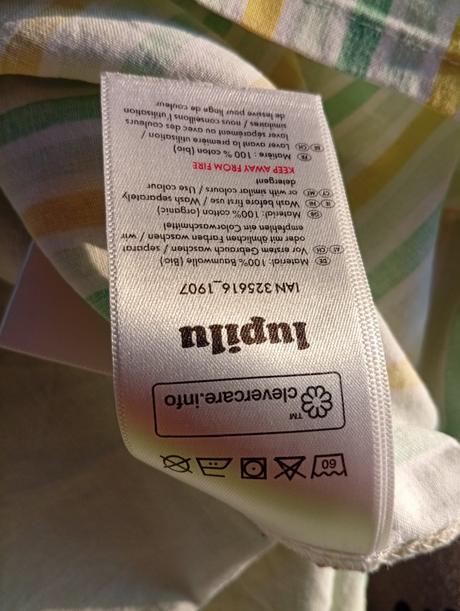 60
clevercare.info ™
lupilu
IAN 325616_1907
DE Material: 100% Baumwolle (Bio)
AT CH Vor erstem Gebrauch waschen / separat
oder mit ähnlichen Farben waschen / wir
empfehlen ein Colorwaschmittel
GB Material: 100% cotton (organic)
IE NI Wash before first use / Wash separately
MT CY or with similar colours / Use colour
detergent
KEEP AWAY FROM FIRE
FR Matière : 100 % coton (bio)
BE CH Laver avant la première utilisation /
laver séparément ou avec des couleurs
similaires / nous conseillons l'utilisation
de lessive pour linge de couleur